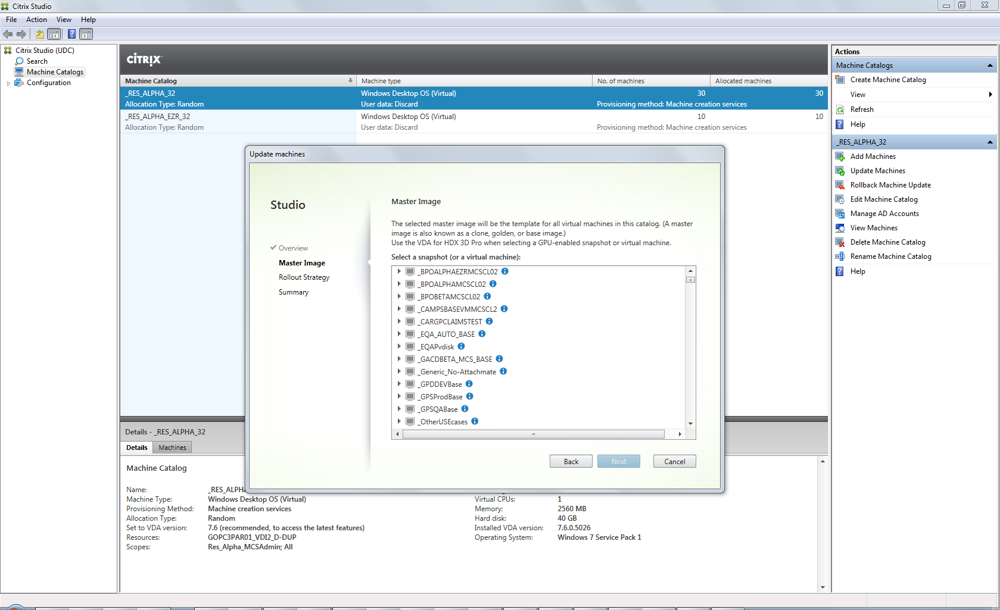 Citrix Studio
File Action View Help
Citrix Studio (UDC)
Search
Machine Catalogs
Configuration
CITRIX
Machine Catalog Machine type No. of machines Allocated machines
_RES_ALPHA_32 Windows Desktop OS (Virtual) 30 30
Allocation Type: Random User data: Discard Provisioning method: Machine creation services
_RES_ALPHA_EZR_32 Windows Desktop OS (Virtual) 10 10
Allocation Type: Random User data: Discard Provisioning method: Machine creation services
Update machines
Studio
Overview
Master Image
Rollout Strategy
Summary
Master Image
The selected master image will be the template for all virtual machines in this catalog. (A master
image is also known as a clone, golden, or base image.)
Use the VDA for HDX 3D Pro when selecting a GPU-enabled snapshot or virtual machine.
Select a snapshot (or a virtual machine):
_BPOALPHAEZRMCSCL02
_BPOALPHAMCSCL02
_BPOBETAMCSCL02
_CAMPSBASEVMMCSCL2
_CARGPCLAIMSTEST
_EQA_AUTO_BASE
_EQAPvdisk
_GACDBETA_MCS_BASE
_Generic_No-Attachmate
_GPDDEVBase
_GPSProdBase
_GPSQABase
_OtherUSEcases
Back Next Cancel
Details - _RES_ALPHA_32
Details Machines
Machine Catalog
Name: _RES_ALPHA
Machine Type: Windows Desktop OS (Virtual)
Provisioning Method: Machine creation services
Allocation Type: Random
Set to VDA version: 7.6 (recommended, to access the latest features)
Resources: GOPC3PAR01_VDI2_D-DUP
Scopes: Res_Alpha_MCSAdmin; All
Virtual CPUs: 1
Memory: 2560 MB
Hard disk: 40 GB
Installed VDA version: 7.6.0.5026
Operating System: Windows 7 Service Pack 1
Actions
Machine Catalogs
Create Machine Catalog
View
Refresh
Help
_RES_ALPHA_32
Add Machines
Update Machines
Rollback Machine Update
Edit Machine Catalog
Manage AD Accounts
View Machines
Delete Machine Catalog
Rename Machine Catalog
Help